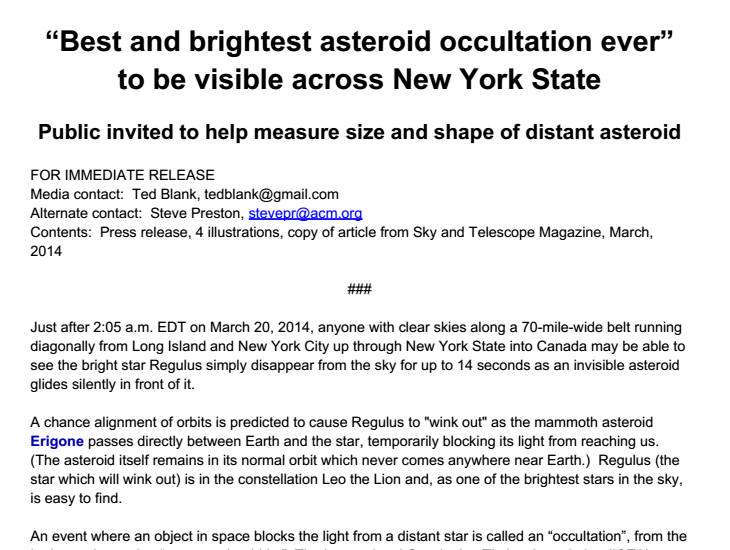 “Best and brightest asteroid occultation ever”
to be visible across New York State
Public invited to help measure size and shape of distant asteroid
FOR IMMEDIATE RELEASE
Media contact:  Ted Blank, tedblank@gmail.com
Alternate contact:  Steve Preston, stevepr@acm.org
Contents:  Press release, 4 illustrations, copy of article from Sky and Telescope Magazine, March,
2014
###
Just after 2:05 a.m. EDT on March 20, 2014, anyone with clear skies along a 70-mile-wide belt running
diagonally from Long Island and New York City up through New York State into Canada may be able to
see the bright star Regulus simply disappear from the sky for up to 14 seconds as an invisible asteroid
glides silently in front of it.
A chance alignment of orbits is predicted to cause Regulus to "wink out" as the mammoth asteroid
Erigone passes directly between Earth and the star, temporarily blocking its light from reaching us.
(The asteroid itself remains in its normal orbit which never comes anywhere near Earth.)  Regulus (the
star which will wink out) is in the constellation Leo the Lion and, as one of the brightest stars in the sky,
is easy to find.
An event where an object in space blocks the light from a distant star is called an “occultation”, from the